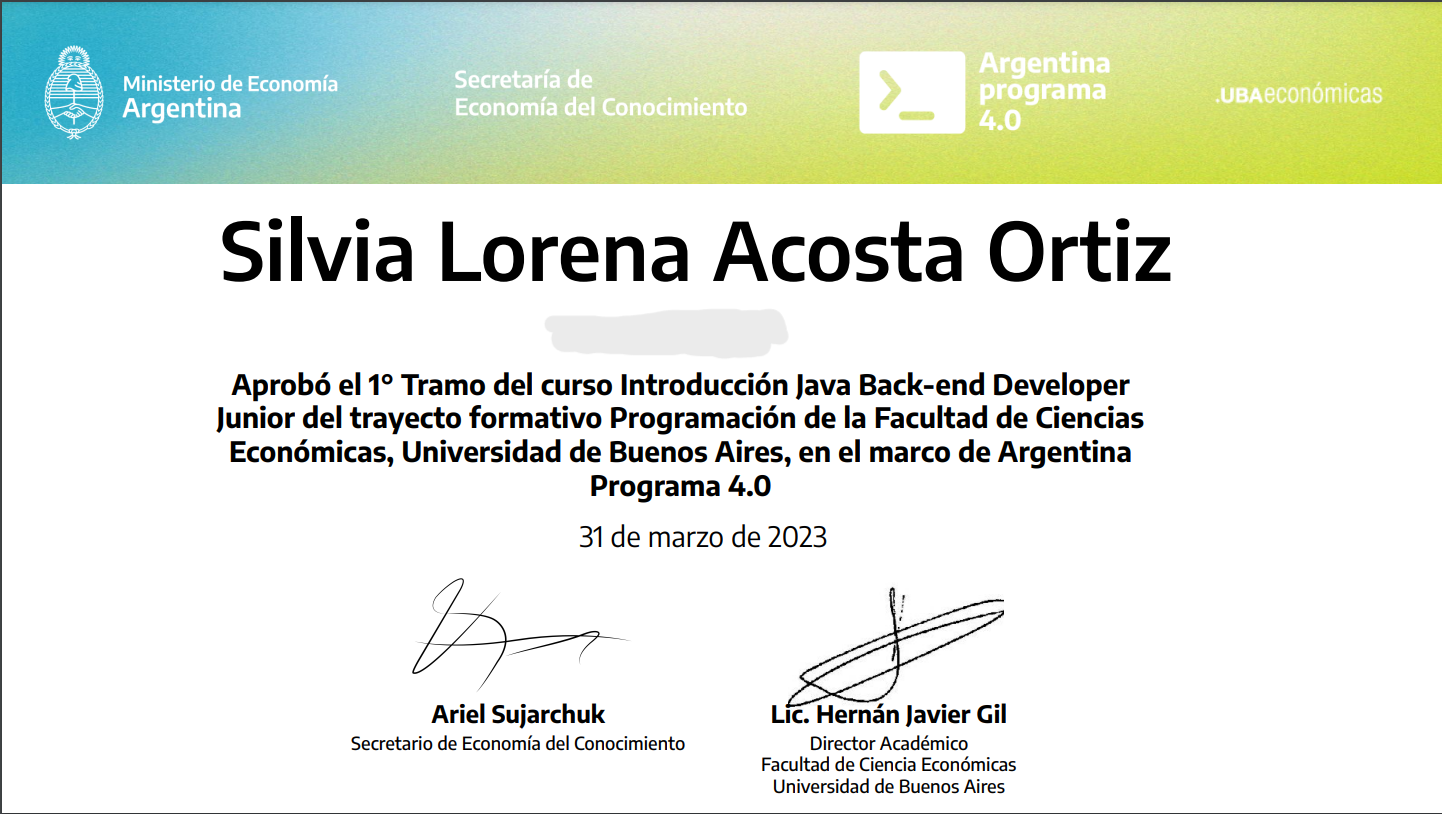 Ministerio de Economía
Argentina
Secretaría de
Economía del Conocimiento
Argentina
programa
4.0
.UBAeconómicas
Silvia Lorena Acosta Ortiz
Aprobó el 1° Tramo del curso Introducción Java Back-end Developer
Junior del trayecto formativo Programación de la Facultad de Ciencias
Económicas, Universidad de Buenos Aires, en el marco de Argentina
Programa 4.0
31 de marzo de 2023
Ariel Sujarchuk
Secretario de Economía del Conocimiento
Lic. Hernán Javier Gil
Director Académico
Facultad de Ciencia Económicas
Universidad de Buenos Aires